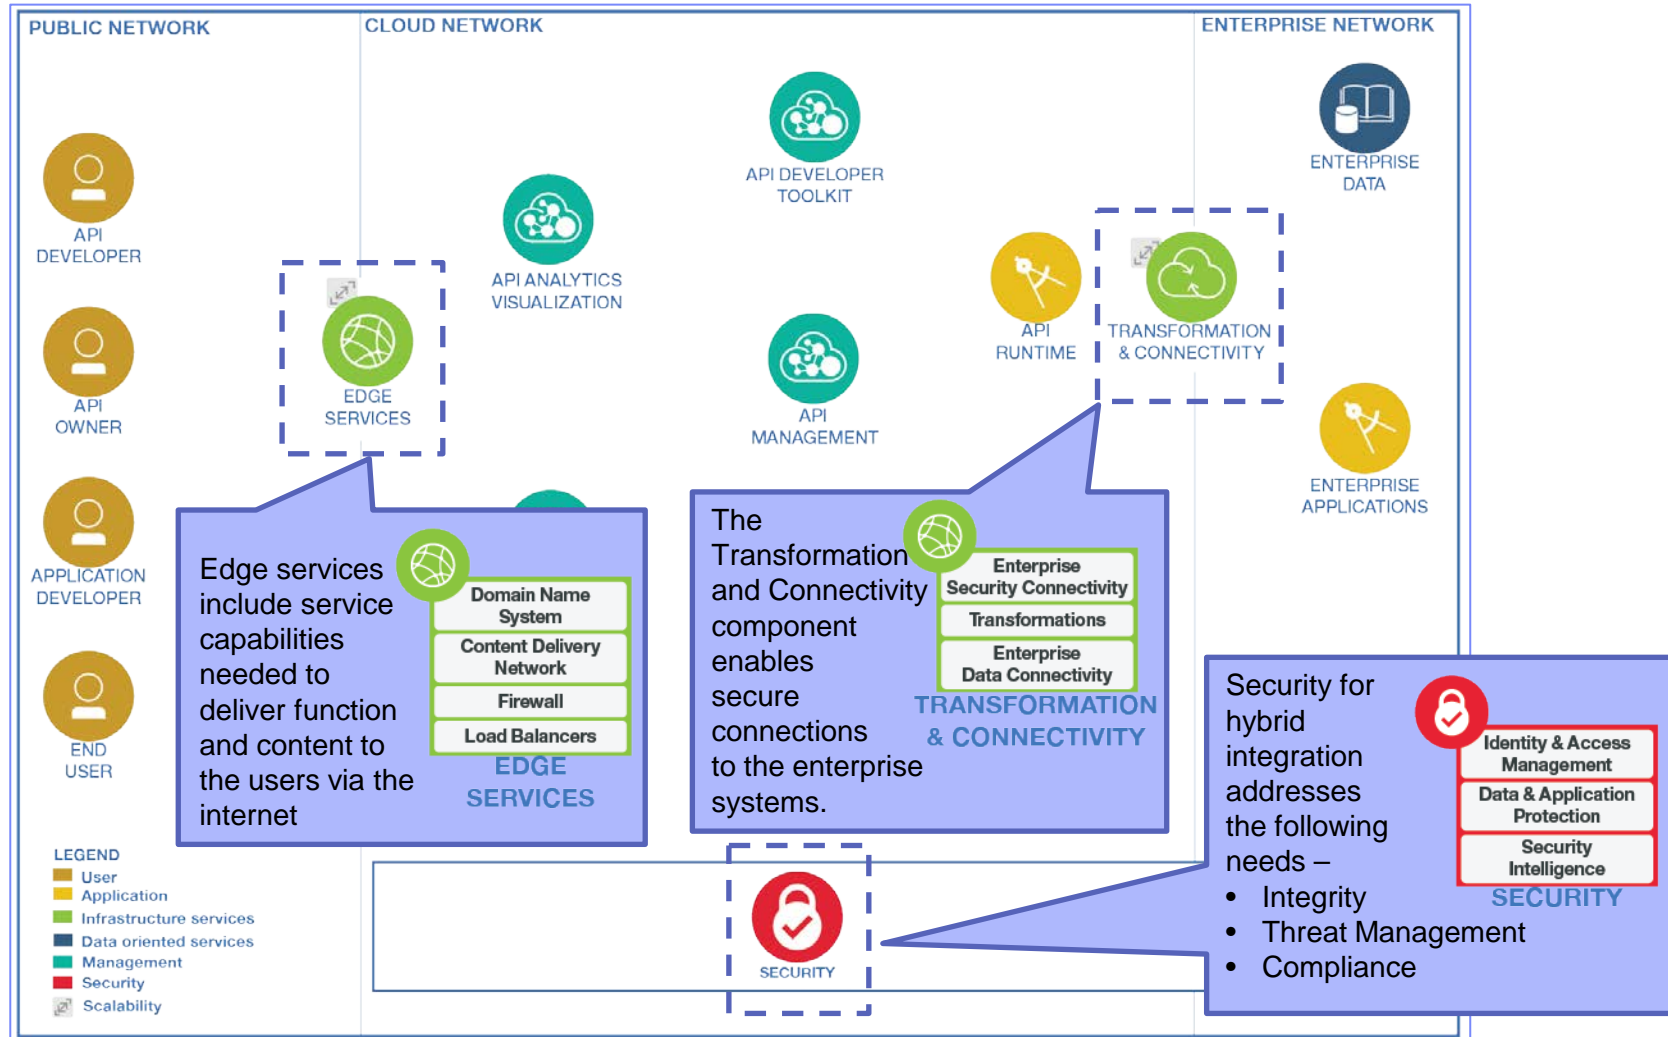 PUBLIC NETWORK
CLOUD NETWORK
ENTERPRISE NETWORK
API
DEVELOPER
API
OWNER
APPLICATION
DEVELOPER
END
USER
EDGE
SERVICES
API ANALYTICS
VISUALIZATION
API DEVELOPER
TOOLKIT
API
MANAGEMENT
API
RUNTIME
TRANSFORMATION
& CONNECTIVITY
ENTERPRISE
DATA
ENTERPRISE
APPLICATIONS
Edge services
include service
capabilities
needed to
deliver function
and content to
the users via the
internet
Domain Name
System
Content Delivery
Network
Firewall
Load Balancers
EDGE
SERVICES
The
Transformation
and Connectivity
component
enables
secure
connections
to the enterprise
systems.
Enterprise
Security Connectivity
Transformations
Enterprise
Data Connectivity
TRANSFORMATION
& CONNECTIVITY
Security for
hybrid
integration
addresses
the following
needs –
• Integrity
• Threat Management
• Compliance
Identity & Access
Management
Data & Application
Protection
Security
Intelligence
SECURITY
SECURITY
LEGEND
User
Application
Infrastructure services
Data oriented services
Management
Security
Scalability